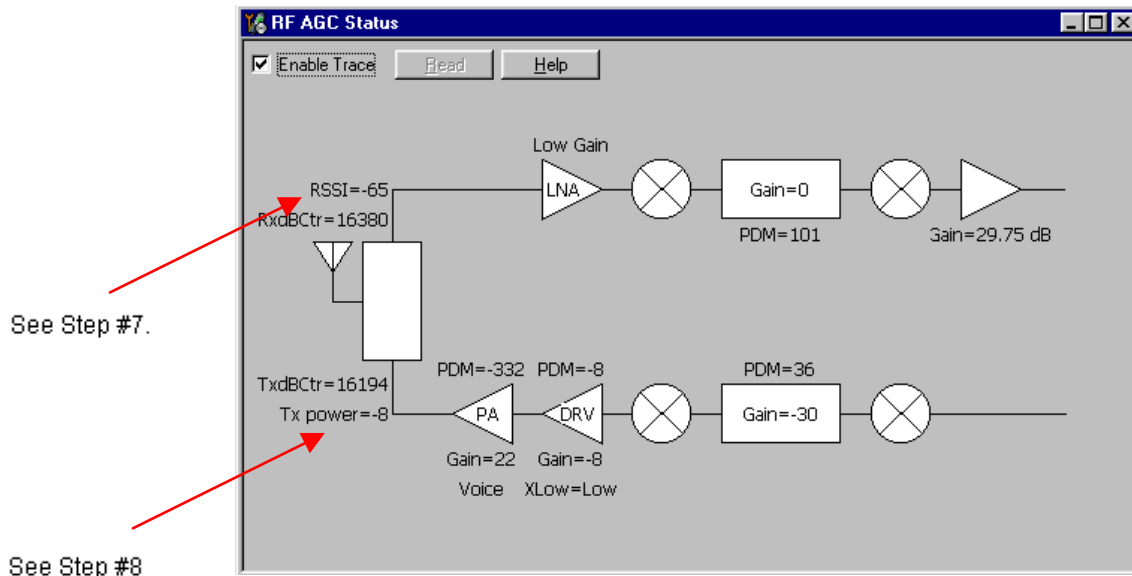 RF AGC Status
Enable Trace Read Help
Low Gain
RSSI=-65
LNA
Gain=0
RxdBCtr=16380
PDM=101
Gain=29.75 dB
See Step #7.
PDM=-332
PDM=-8
PDM=36
TxdBCtr=16194
Tx power=-8
PA
DRV
Gain=-30
Gain=22
Gain=-8
Voice
XLow=Low
See Step #8